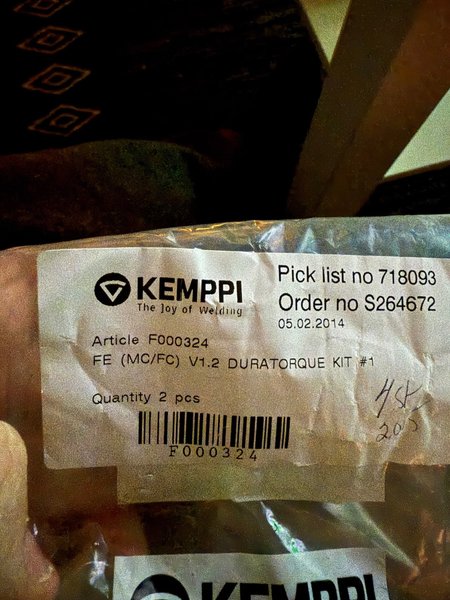 KEMPPI
The Joy of Welding
Pick list no 718093
Order no S264672
05.02.2014
Article F000324
FE (MC/FC) V1.2 DURATORQUE KIT #1
Quantity 2 pcs
F000324
KEMPPI